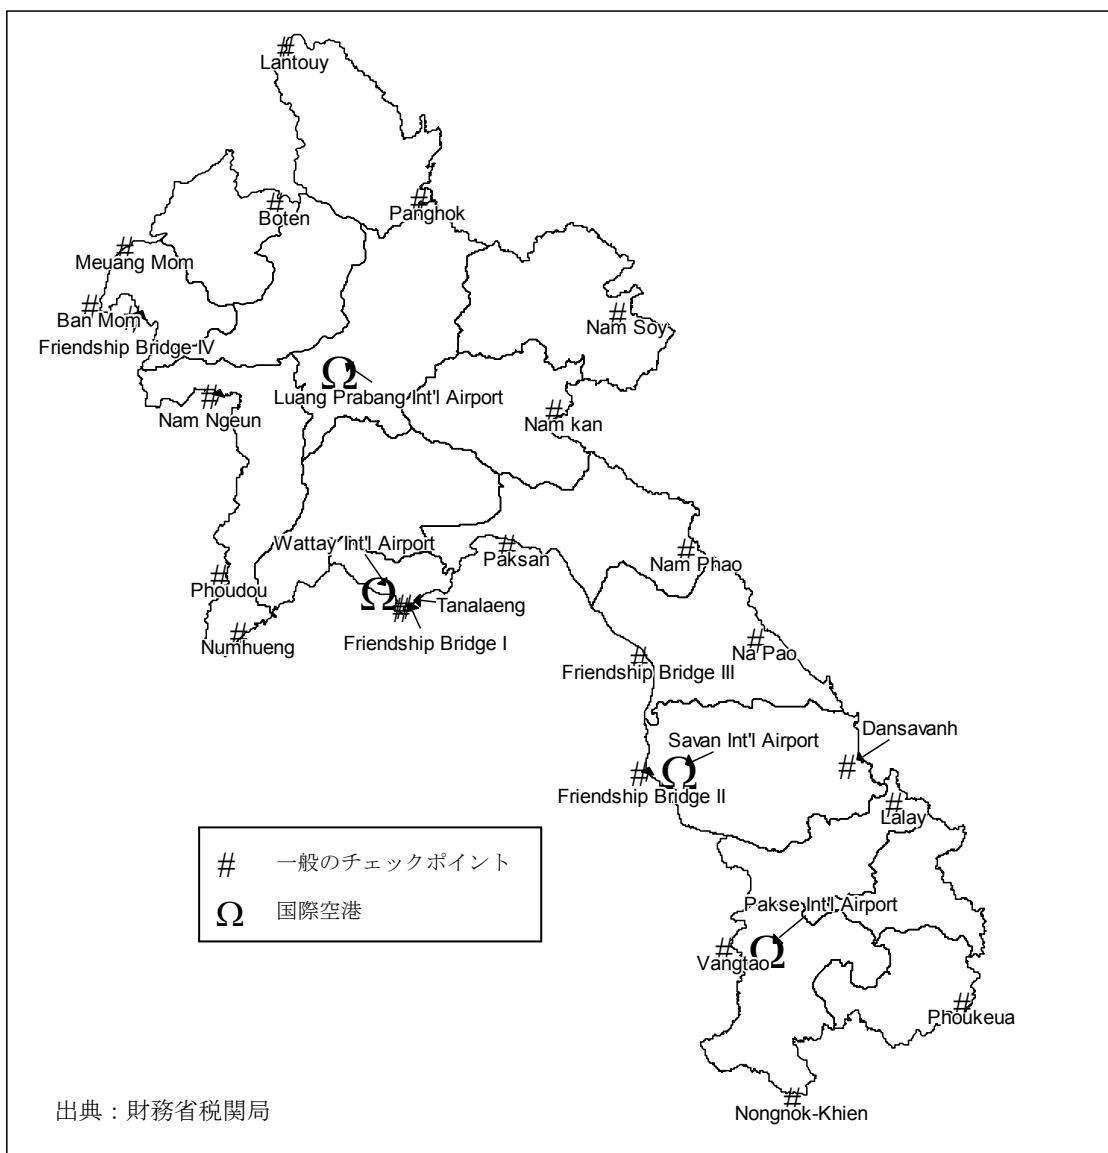 Lantouy
Boten
Panghok
Meuang Mom
Ban Mom
Nam Soy
Friendship Bridge IV
Luang Prabang Int'l Airport
Nam Ngeun
Nam kan
Wattay Int'l Airport
Paksan
Nam Phao
Phoudou
Tanalaeng
Numhueng
Friendship Bridge I
Na Pao
Friendship Bridge III
Dansavanh
Savan Int'l Airport
Friendship Bridge II
Lalay
# 一般のチェックポイント
Ω 国際空港
Pakse Int'l Airport
Vangtao
Phoukeua
Nongnok-Khien
出典：財務省税関局